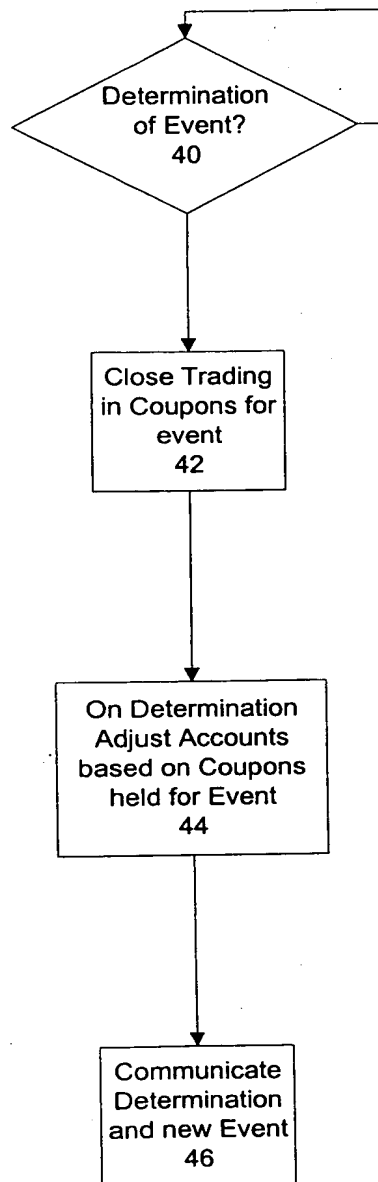 Determination
of Event?
40
Close Trading
in Coupons for
event
42
On Determination
Adjust Accounts
based on Coupons
held for Event
44
Communicate
Determination
and new Event
46